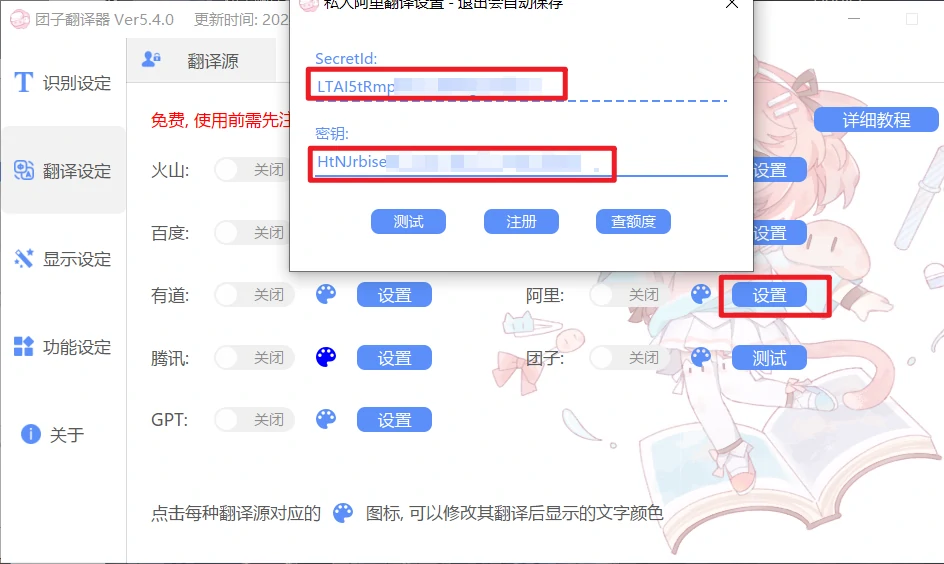 团子翻译器 Ver5.4.0 更新时间: 202
私人阿里翻译设置 - 退出会自动保存
识别设定
翻译设定
显示设定
功能设定
关于
翻译源
SecretId:
LTAI5tRmp
密钥:
HtNJrbise
测试 注册 查额度
免费, 使用前需先注
详细教程
火山: 关闭 设置
百度: 关闭 设置
有道: 关闭 设置 阿里: 关闭 设置
腾讯: 关闭 设置 团子: 关闭 测试
GPT: 关闭 设置
点击每种翻译源对应的 图标, 可以修改其翻译后显示的文字颜色